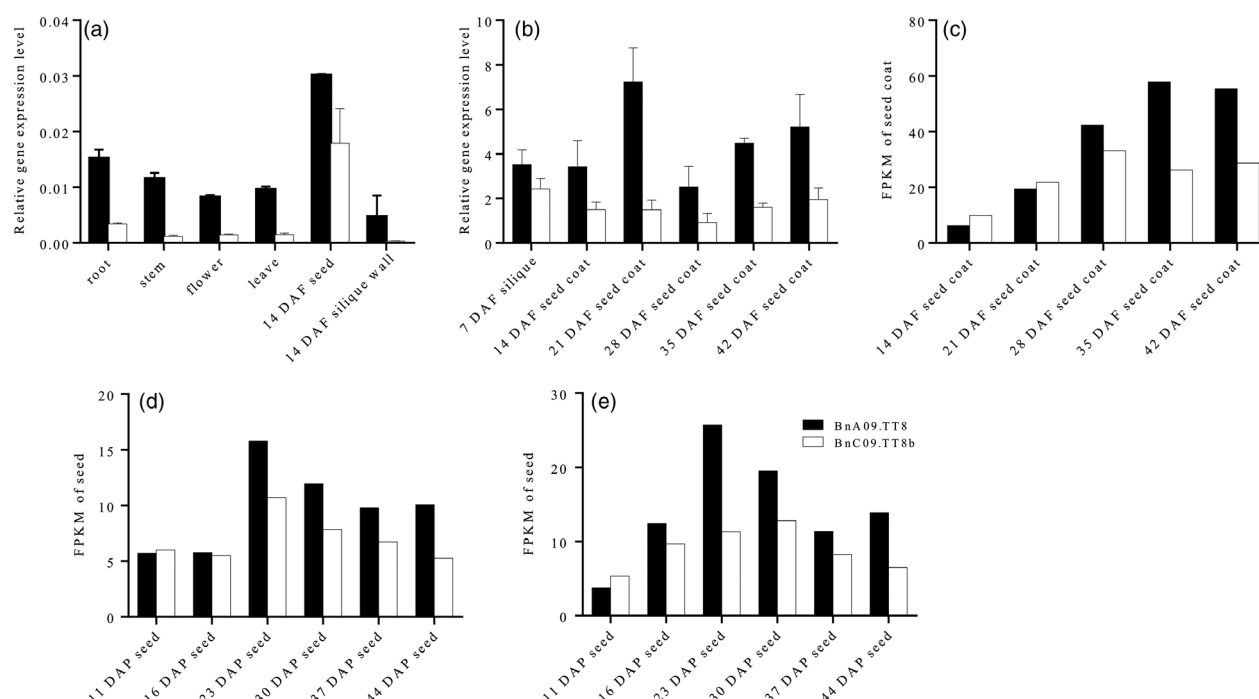 (a)
Relative gene expression level
0.04
0.03
0.02
0.01
0.00
root
stem
flower
leave
14 DAF seed
14 DAF silique wall
(b)
Relative gene expression level
10
8
6
4
2
0
7 DAF silique
14 DAF seed coat
21 DAF seed coat
28 DAF seed coat
35 DAF seed coat
42 DAF seed coat
(c)
FPKM of seed coat
80
60
40
20
0
14 DAF seed coat
21 DAF seed coat
28 DAF seed coat
35 DAF seed coat
42 DAF seed coat
(d)
FPKM of seed
20
15
10
5
0
11 DAP seed
16 DAP seed
23 DAP seed
30 DAP seed
37 DAP seed
44 DAP seed
(e)
FPKM of seed
30
20
10
0
BnA09.TT8
BnC09.TT8b
11 DAP seed
16 DAP seed
23 DAP seed
30 DAP seed
37 DAP seed
44 DAP seed